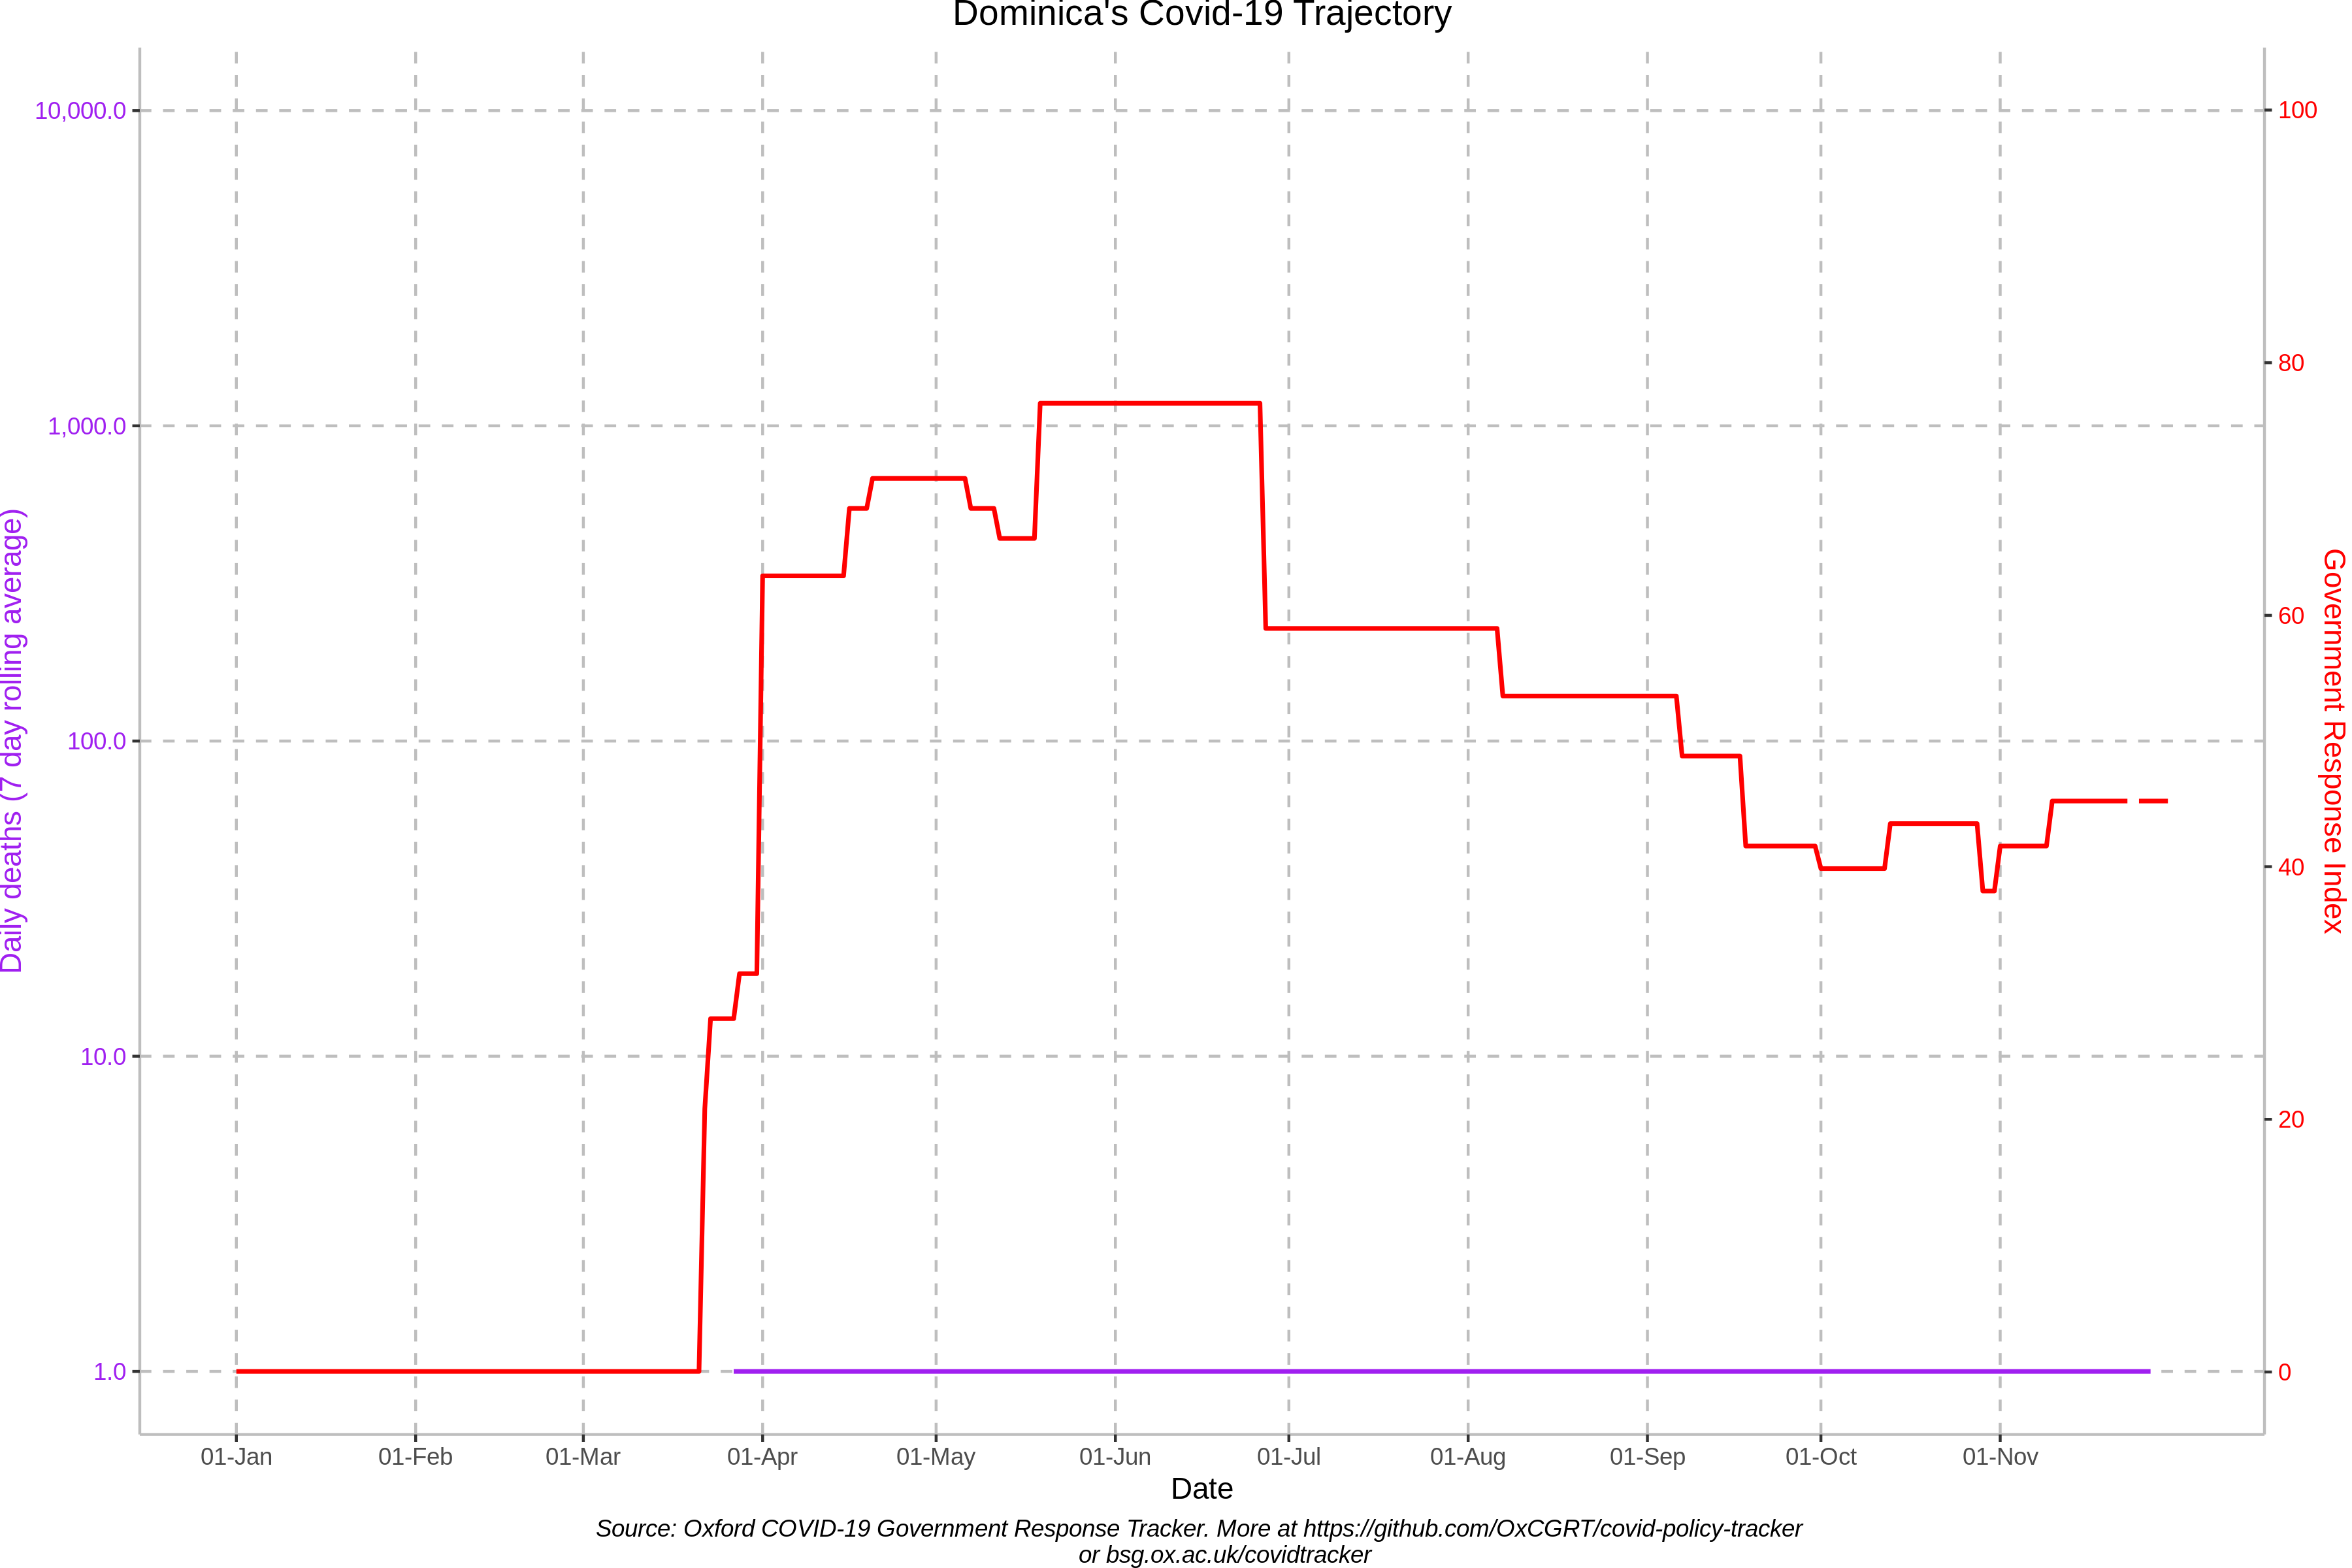 Dominica's Covid-19 Trajectory
10,000.0
1,000.0
100.0
10.0
1.0
Daily deaths (7 day rolling average)
100
80
60
40
20
0
Government Response Index
01-Jan 01-Feb 01-Mar 01-Apr 01-May 01-Jun 01-Jul 01-Aug 01-Sep 01-Oct 01-Nov
Date
Source: Oxford COVID-19 Government Response Tracker. More at https://github.com/OxCGRT/covid-policy-tracker
or bsg.ox.ac.uk/covidtracker